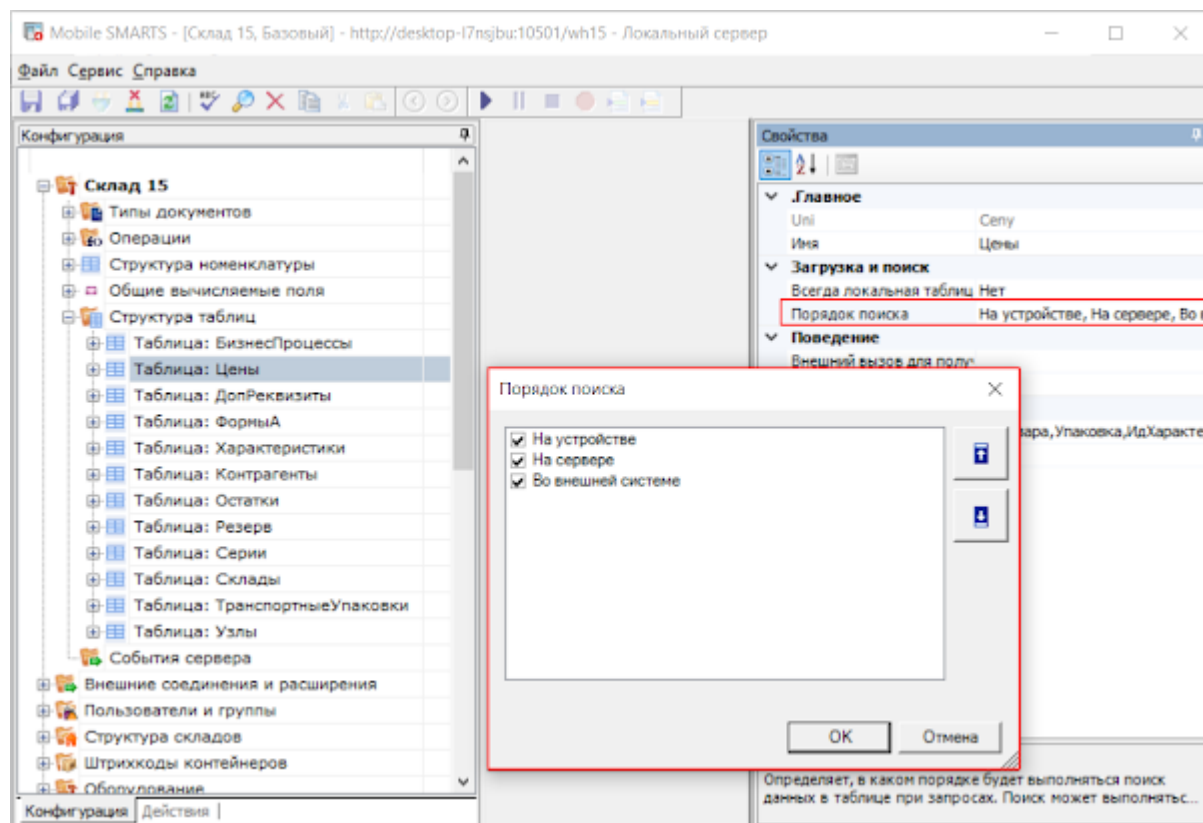 Mobile SMARTS - [Склад 15, Базовый] - http://desktop-l7nsjbu:10501/wh15 - Локальный сервер
Файл Сервис Справка
Конфигурация
Склад 15
Типы документов
Операции
Структура номенклатуры
Общие вычисляемые поля
Структура таблиц
Таблица: БизнесПроцессы
Таблица: Цены
Таблица: ДопРеквизиты
Таблица: ФормыА
Таблица: Характеристики
Таблица: Контрагенты
Таблица: Остатки
Таблица: Резерв
Таблица: Серии
Таблица: Склады
Таблица: ТранспортныеУпаковки
Таблица: Узлы
События сервера
Внешние соединения и расширения
Пользователи и группы
Структура складов
Штрихкоды контейнеров
Оборудование
Конфигурация Действия
Свойства
.Главное
Uni Ceny
Имя Цены
Загрузка и поиск
Всегда локальная таблиц Нет
Порядок поиска На устройстве, На сервере, Во
Поведение
Внешний вызов для полу
вара,Упаковка,ИдХаракте
Порядок поиска
На устройстве
На сервере
Во внешней системе
OK Отмена
Определяет, в каком порядке будет выполняться поиск
данных в таблице при запросах. Поиск может выполнятьс...